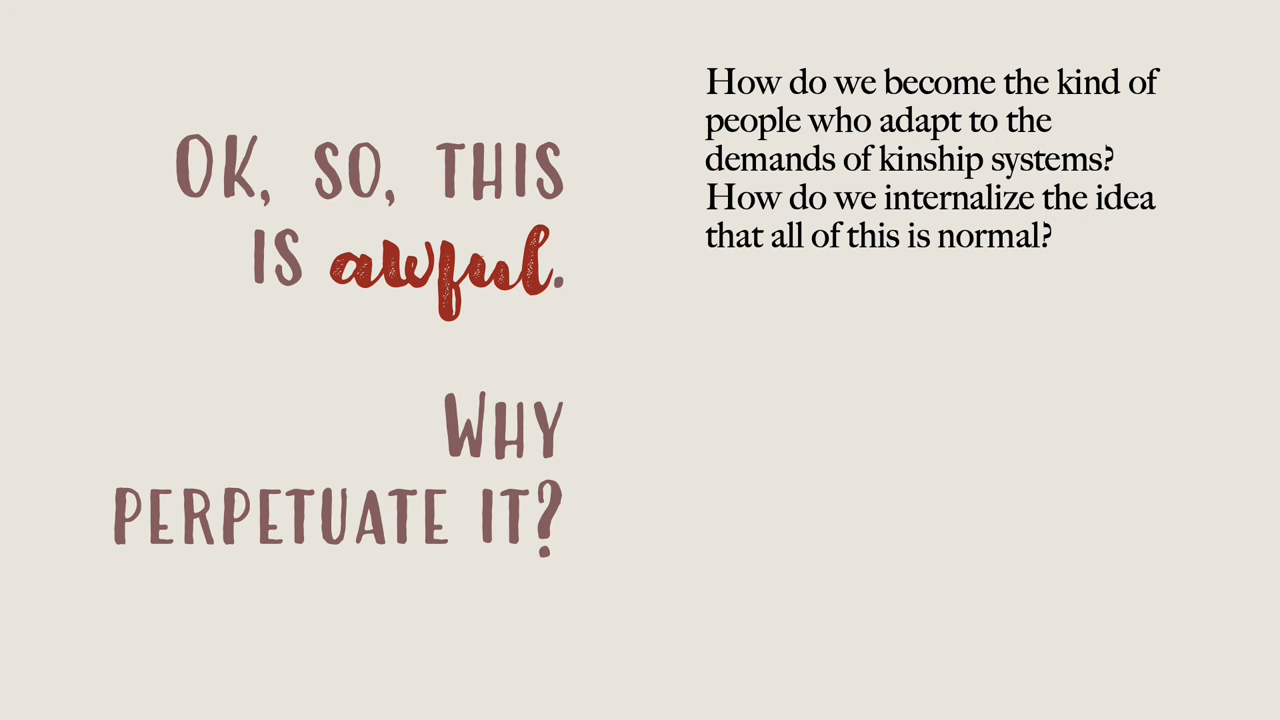 OK, SO, THIS
IS awful.
WHY
PERPETUATE IT?
How do we become the kind of
people who adapt to the
demands of kinship systems?
How do we internalize the idea
that all of this is normal?